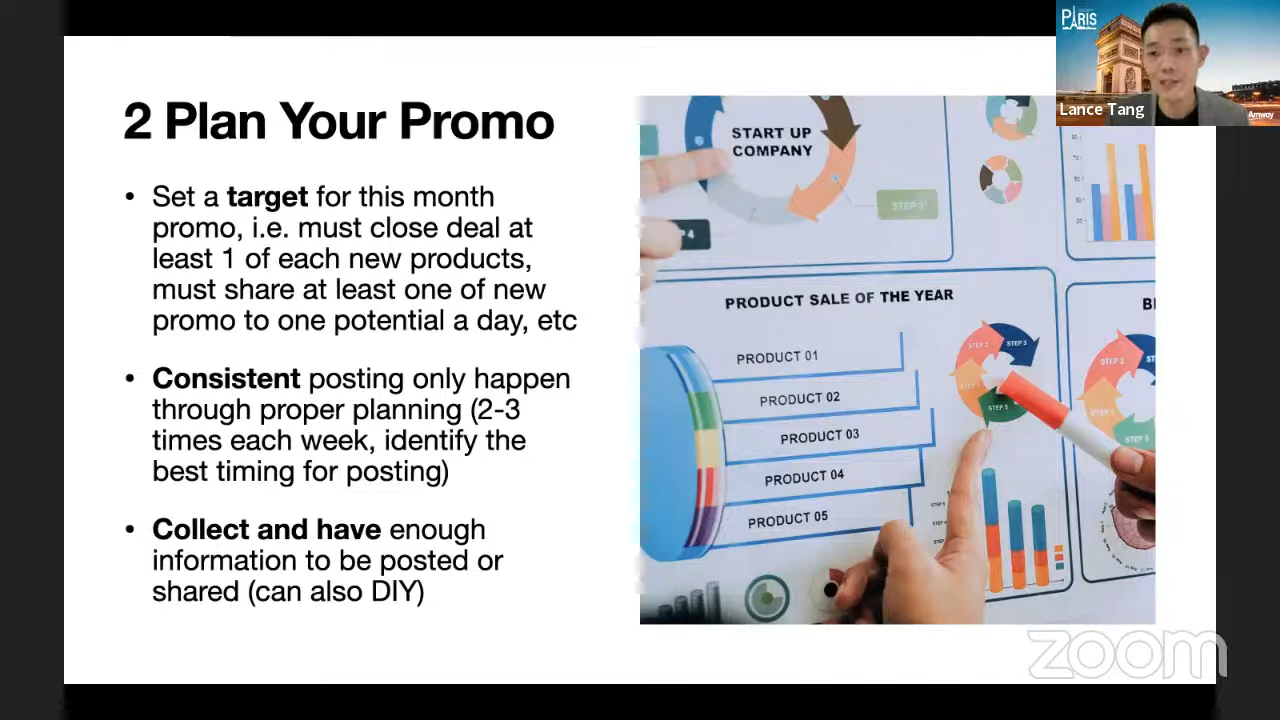 PARIS
Lance Tang
Amway
2 Plan Your Promo
• Set a target for this month
promo, i.e. must close deal at
least 1 of each new products,
must share at least one of new
promo to one potential a day, etc
• Consistent posting only happen
through proper planning (2-3
times each week, identify the
best timing for posting)
• Collect and have enough
information to be posted or
shared (can also DIY)
START UP
COMPANY
PRODUCT SALE OF THE YEAR
PRODUCT 01
PRODUCT 02
PRODUCT 03
PRODUCT 04
PRODUCT 05
STEP 2
STEP 3
STEP 5
zoom